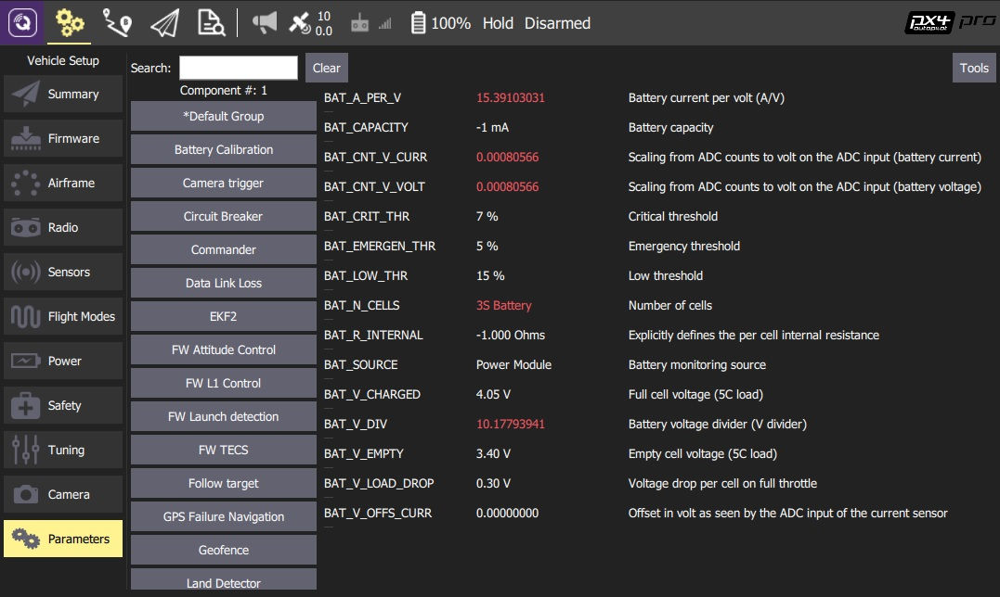 10
0.0
100% Hold Disarmed
px4 pro
autopilot
Vehicle Setup
Summary
Firmware
Airframe
Radio
Sensors
Flight Modes
Power
Safety
Tuning
Camera
Parameters
Search: Clear Tools
Component #: 1
*Default Group
Battery Calibration
Camera trigger
Circuit Breaker
Commander
Data Link Loss
EKF2
FW Attitude Control
FW L1 Control
FW Launch detection
FW TECS
Follow target
GPS Failure Navigation
Geofence
Land Detector
BAT_A_PER_V 15.39103031 Battery current per volt (A/V)
BAT_CAPACITY -1 mA Battery capacity
BAT_CNT_V_CURR 0.00080566 Scaling from ADC counts to volt on the ADC input (battery current)
BAT_CNT_V_VOLT 0.00080566 Scaling from ADC counts to volt on the ADC input (battery voltage)
BAT_CRIT_THR 7 % Critical threshold
BAT_EMERGEN_THR 5 % Emergency threshold
BAT_LOW_THR 15 % Low threshold
BAT_N_CELLS 3S Battery Number of cells
BAT_R_INTERNAL -1.000 Ohms Explicitly defines the per cell internal resistance
BAT_SOURCE Power Module Battery monitoring source
BAT_V_CHARGED 4.05 V Full cell voltage (5C load)
BAT_V_DIV 10.17793941 Battery voltage divider (V divider)
BAT_V_EMPTY 3.40 V Empty cell voltage (5C load)
BAT_V_LOAD_DROP 0.30 V Voltage drop per cell on full throttle
BAT_V_OFFS_CURR 0.00000000 Offset in volt as seen by the ADC input of the current sensor